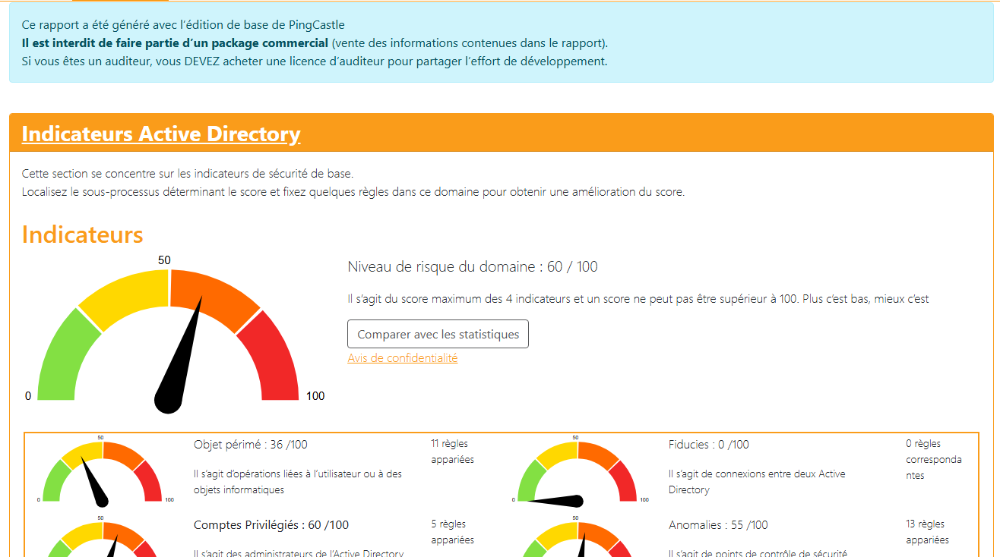 Ce rapport a été généré avec l’édition de base de PingCastle
Il est interdit de faire partie d’un package commercial (vente des informations contenues dans le rapport).
Si vous êtes un auditeur, vous DEVEZ acheter une licence d’auditeur pour partager l’effort de développement.
Indicateurs Active Directory
Cette section se concentre sur les indicateurs de sécurité de base.
Localisez le sous-processus déterminant le score et fixez quelques règles dans ce domaine pour obtenir une amélioration du score.
Indicateurs
50
0
100
Niveau de risque du domaine : 60 / 100
Il s’agit du score maximum des 4 indicateurs et un score ne peut pas être supérieur à 100. Plus c’est bas, mieux c’est
Comparer avec les statistiques
Avis de confidentialité
50
0
100
Objet périmé : 36 /100
Il s’agit d’opérations liées à l’utilisateur ou à des
objets informatiques
11 règles
appariées
50
0
100
Fiducies : 0 /100
Il s’agit de connexions entre deux Active
Directory
0 règles
corresponda
ntes
50
Comptes Privilégiés : 60 /100
Il s’agit des administrateurs de l’Active Directory
5 règles
appariées
50
Anomalies : 55 /100
Il s’agit de points de contrôle de sécurité
13 règles
appariées